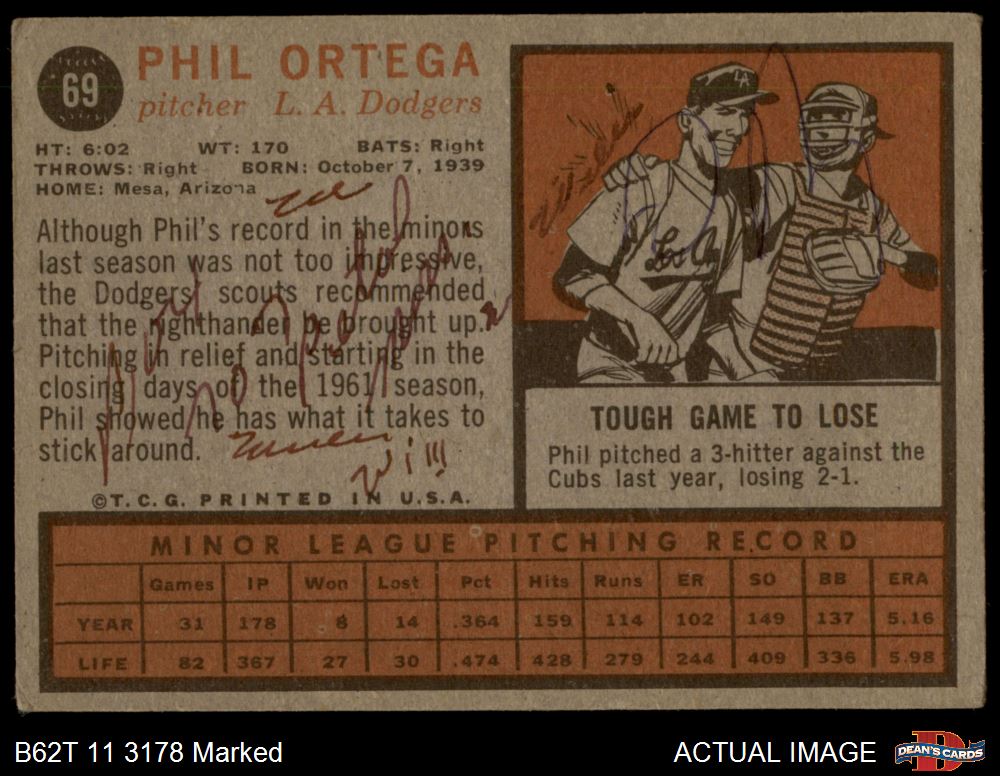 69
PHIL ORTEGA
pitcher L. A. Dodgers
HT: 6:02 WT: 170 BATS: Right
THROWS: Right BORN: October 7, 1939
HOME: Mesa, Arizona
Although Phil's record in the minors
last season was not too impressive,
the Dodgers' scouts recommended
that the righthander be brought up.
Pitching in relief and starting in the
closing days of the 1961 season,
Phil showed he has what it takes to
stick around.
will!!
©T.C.G. PRINTED IN U.S.A.
LA
Los A
TOUGH GAME TO LOSE
Phil pitched a 3-hitter against the
Cubs last year, losing 2-1.
MINOR LEAGUE PITCHING RECORD
Games IP Won Lost Pct Hits Runs ER SO BB ERA
YEAR 31 178 8 14 .364 159 114 102 149 137 5.16
LIFE 82 367 27 30 .474 428 279 244 409 336 5.98
B62T 11 3178 Marked
ACTUAL IMAGE
DEAN'S CARDS